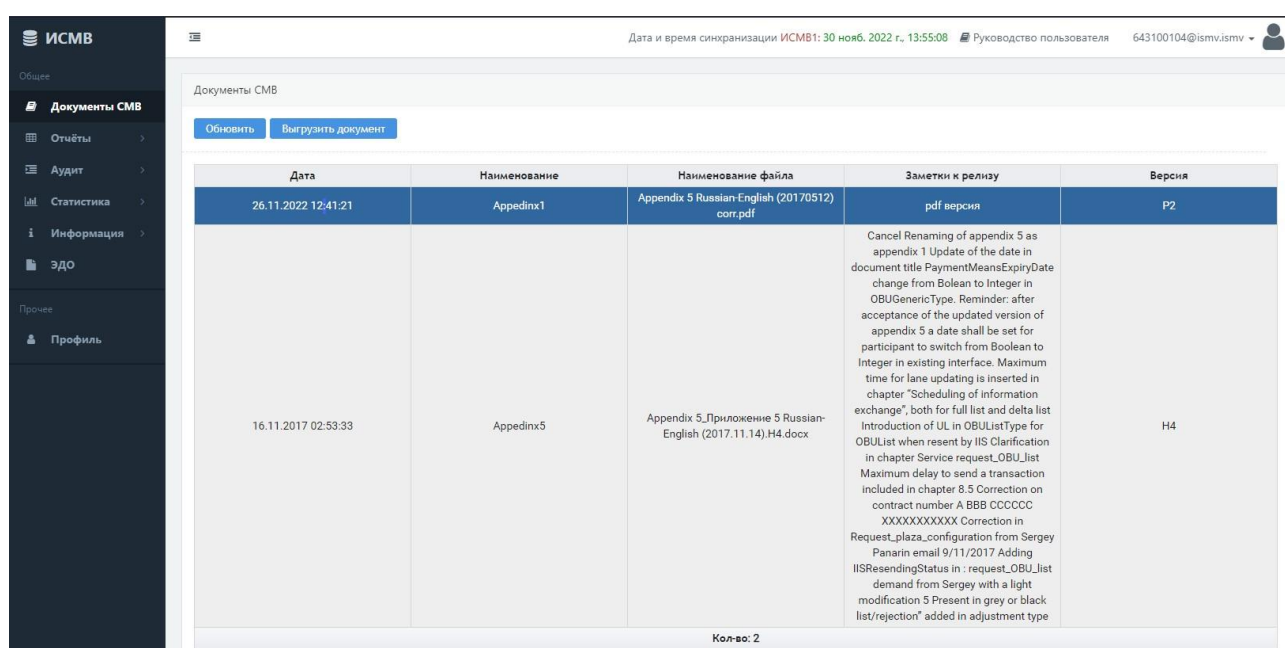 ИСМВ
Дата и время синхранизации ИСМВ1: 30 нояб. 2022 г., 13:55:08 Руководство пользователя 643100104@ismv.ismv
Общее
Документы СМВ
Отчёты
Аудит
Статистика
Информация
ЭДО
Прочее
Профиль
Документы СМВ
Обновить Выгрузить документ
Дата Наименование Наименование файла Заметки к релизу Версия
26.11.2022 12:41:21 Appedinx1
Appendix 5 Russian-English (20170512)
corr.pdf
pdf версия P2
16.11.2017 02:53:33 Appedinx5
Appendix 5_Приложение 5 Russian-
English (2017.11.14).H4.docx
Cancel Renaming of appendix 5 as
appendix 1 Update of the date in
document title PaymentMeansExpiryDate
change from Bolean to Integer in
OBUGenericType. Reminder: after
acceptance of the updated version of
appendix 5 a date shall be set for
participant to switch from Boolean to
Integer in existing interface. Maximum
time for lane updating is inserted in
chapter "Scheduling of information
exchange", both for full list and delta list
Introduction of UL in OBUListType for
OBUList when resent by IIS Clarification
in chapter Service request_OBU_list
Maximum delay to send a transaction
included in chapter 8.5 Correction on
contract number A BBB CCCCCC
XXXXXXXXXXX Correction in
Request_plaza_configuration from Sergey
Panarin email 9/11/2017 Adding
IISResendingStatus in : request_OBU_list
demand from Sergey with a light
modification 5 Present in grey or black
list/rejection" added in adjustment type
H4
Кол-во: 2